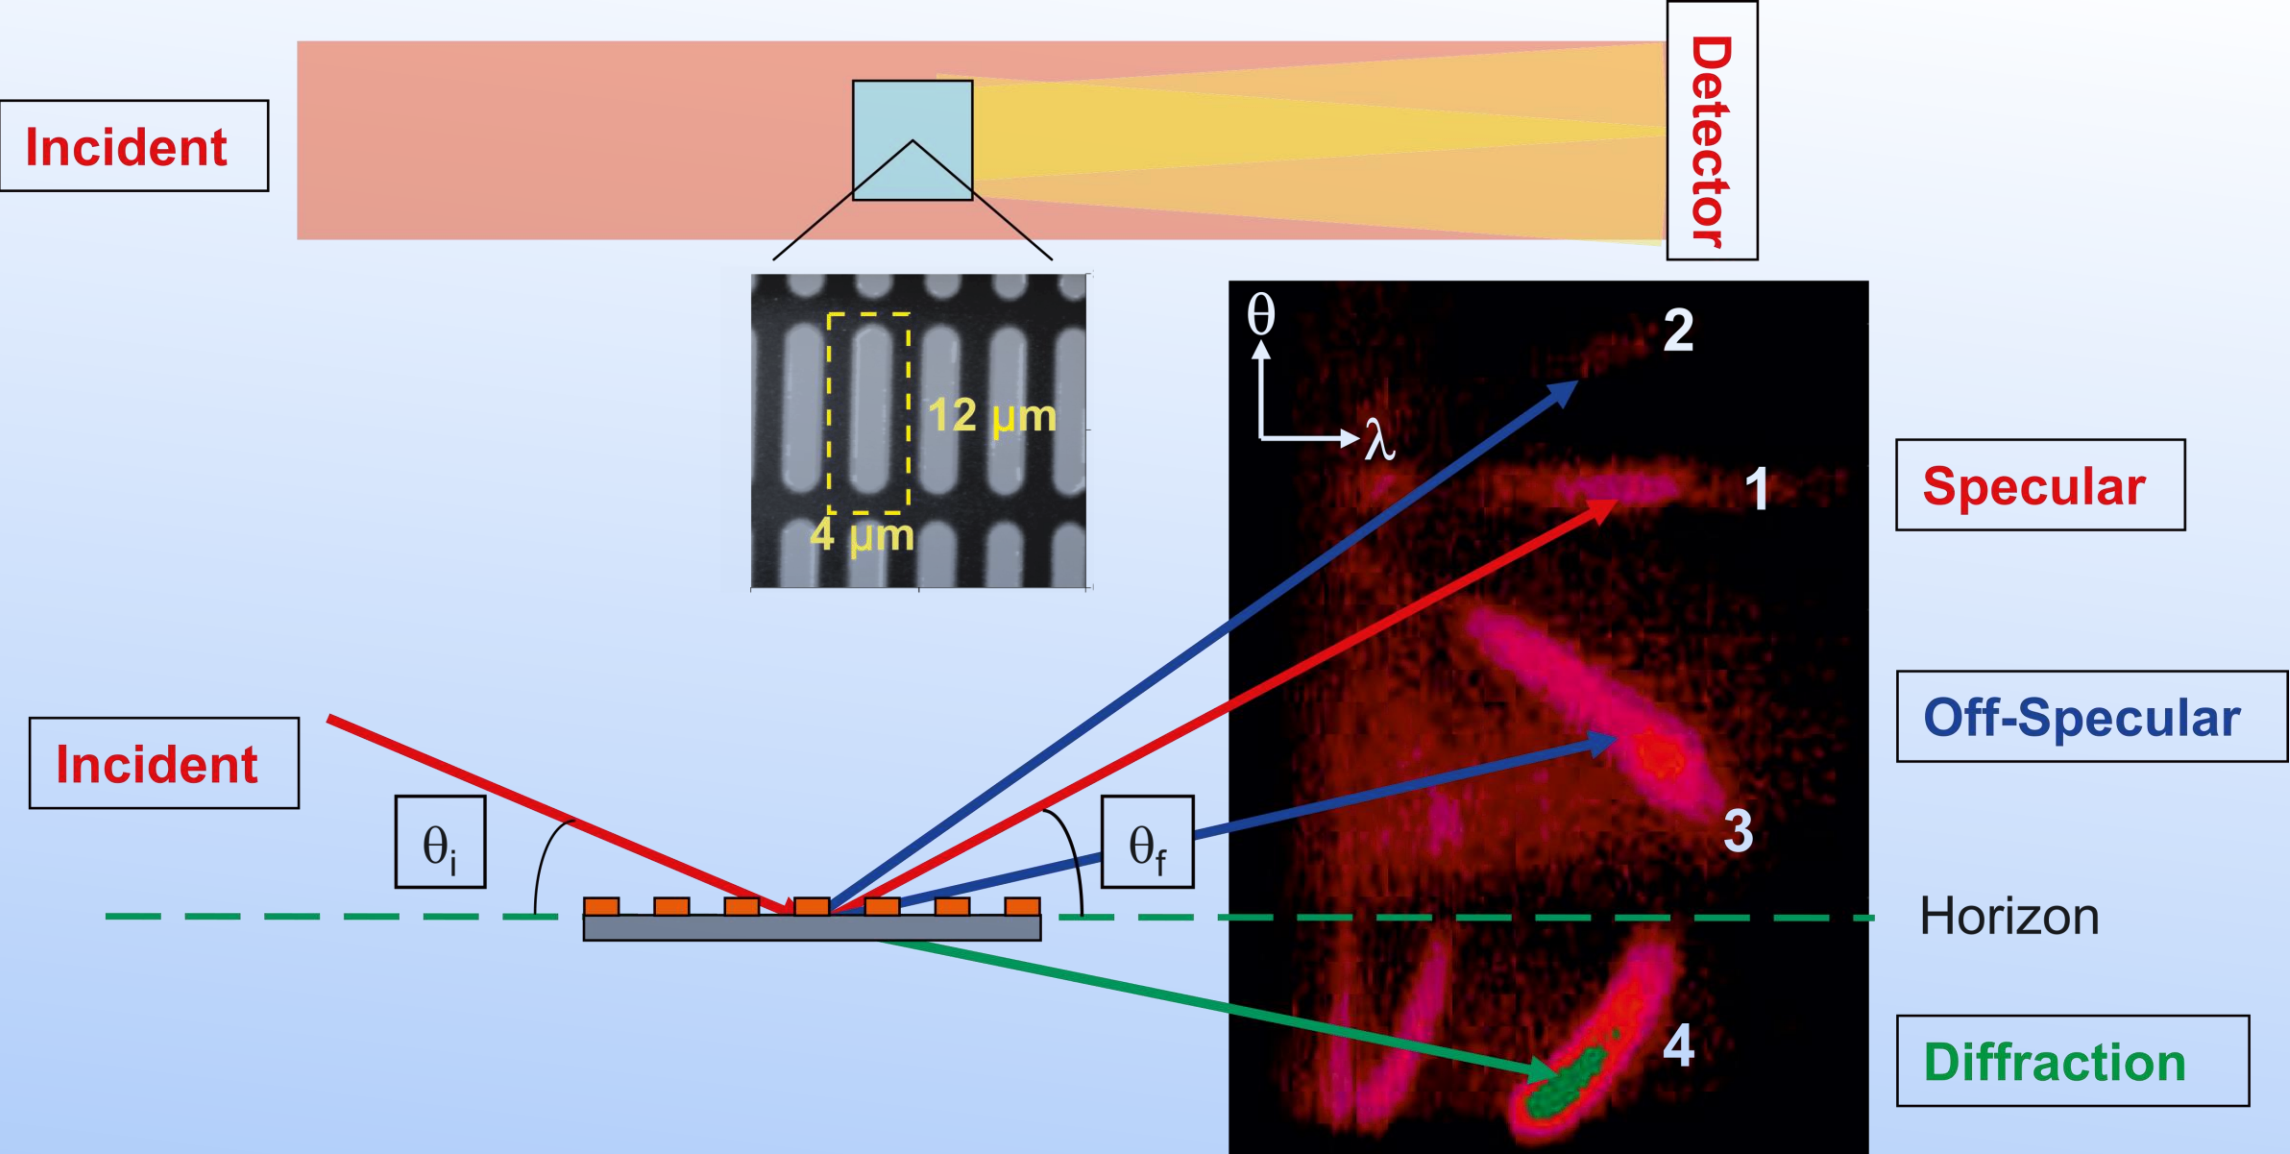 Incident
Detector
θ
λ
2
12 µm
4 µm
1
Specular
Off-Specular
Incident
θi
θf
3
Horizon
4
Diffraction